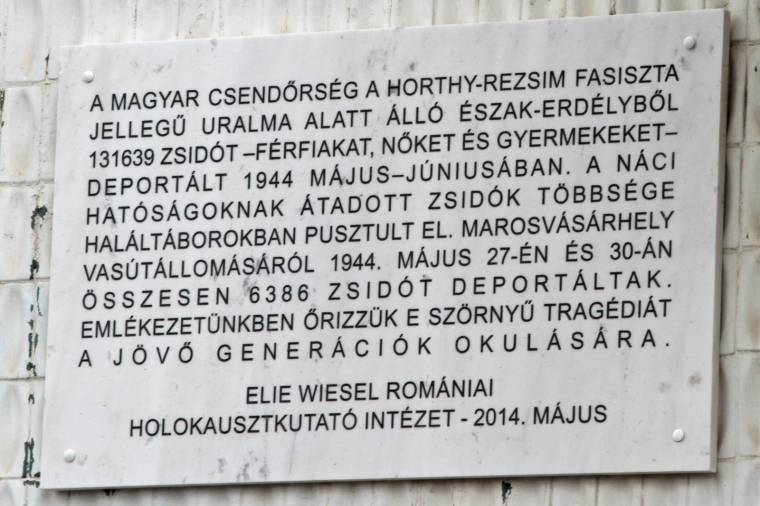 A MAGYAR CSENDŐRSÉG A HORTHY-REZSIM FASISZTA
JELLEGŰ URALMA ALATT ÁLLÓ ÉSZAK-ERDÉLYBŐL
131639 ZSIDÓT –FÉRFIAKAT, NŐKET ÉS GYERMEKEKET–
DEPORTÁLT 1944 MÁJUS–JÚNIUSÁBAN. A NÁCI
HATÓSÁGOKNAK ÁTADOTT ZSIDÓK TÖBBSÉGE
HALÁLTÁBOROKBAN PUSZTULT EL. MAROSVÁSÁRHELY
VASÚTÁLLOMÁSÁRÓL 1944. MÁJUS 27-ÉN ÉS 30-ÁN
ÖSSZESEN 6386 ZSIDÓT DEPORTÁLTAK.
EMLÉKEZETÜNKBEN ŐRIZZÜK E SZÖRNYŰ TRAGÉDIÁT
A JÖVŐ GENERÁCIÓK OKULÁSÁRA.
ELIE WIESEL ROMÁNIAI
HOLOKAUSZTKUTATÓ INTÉZET - 2014. MÁJUS